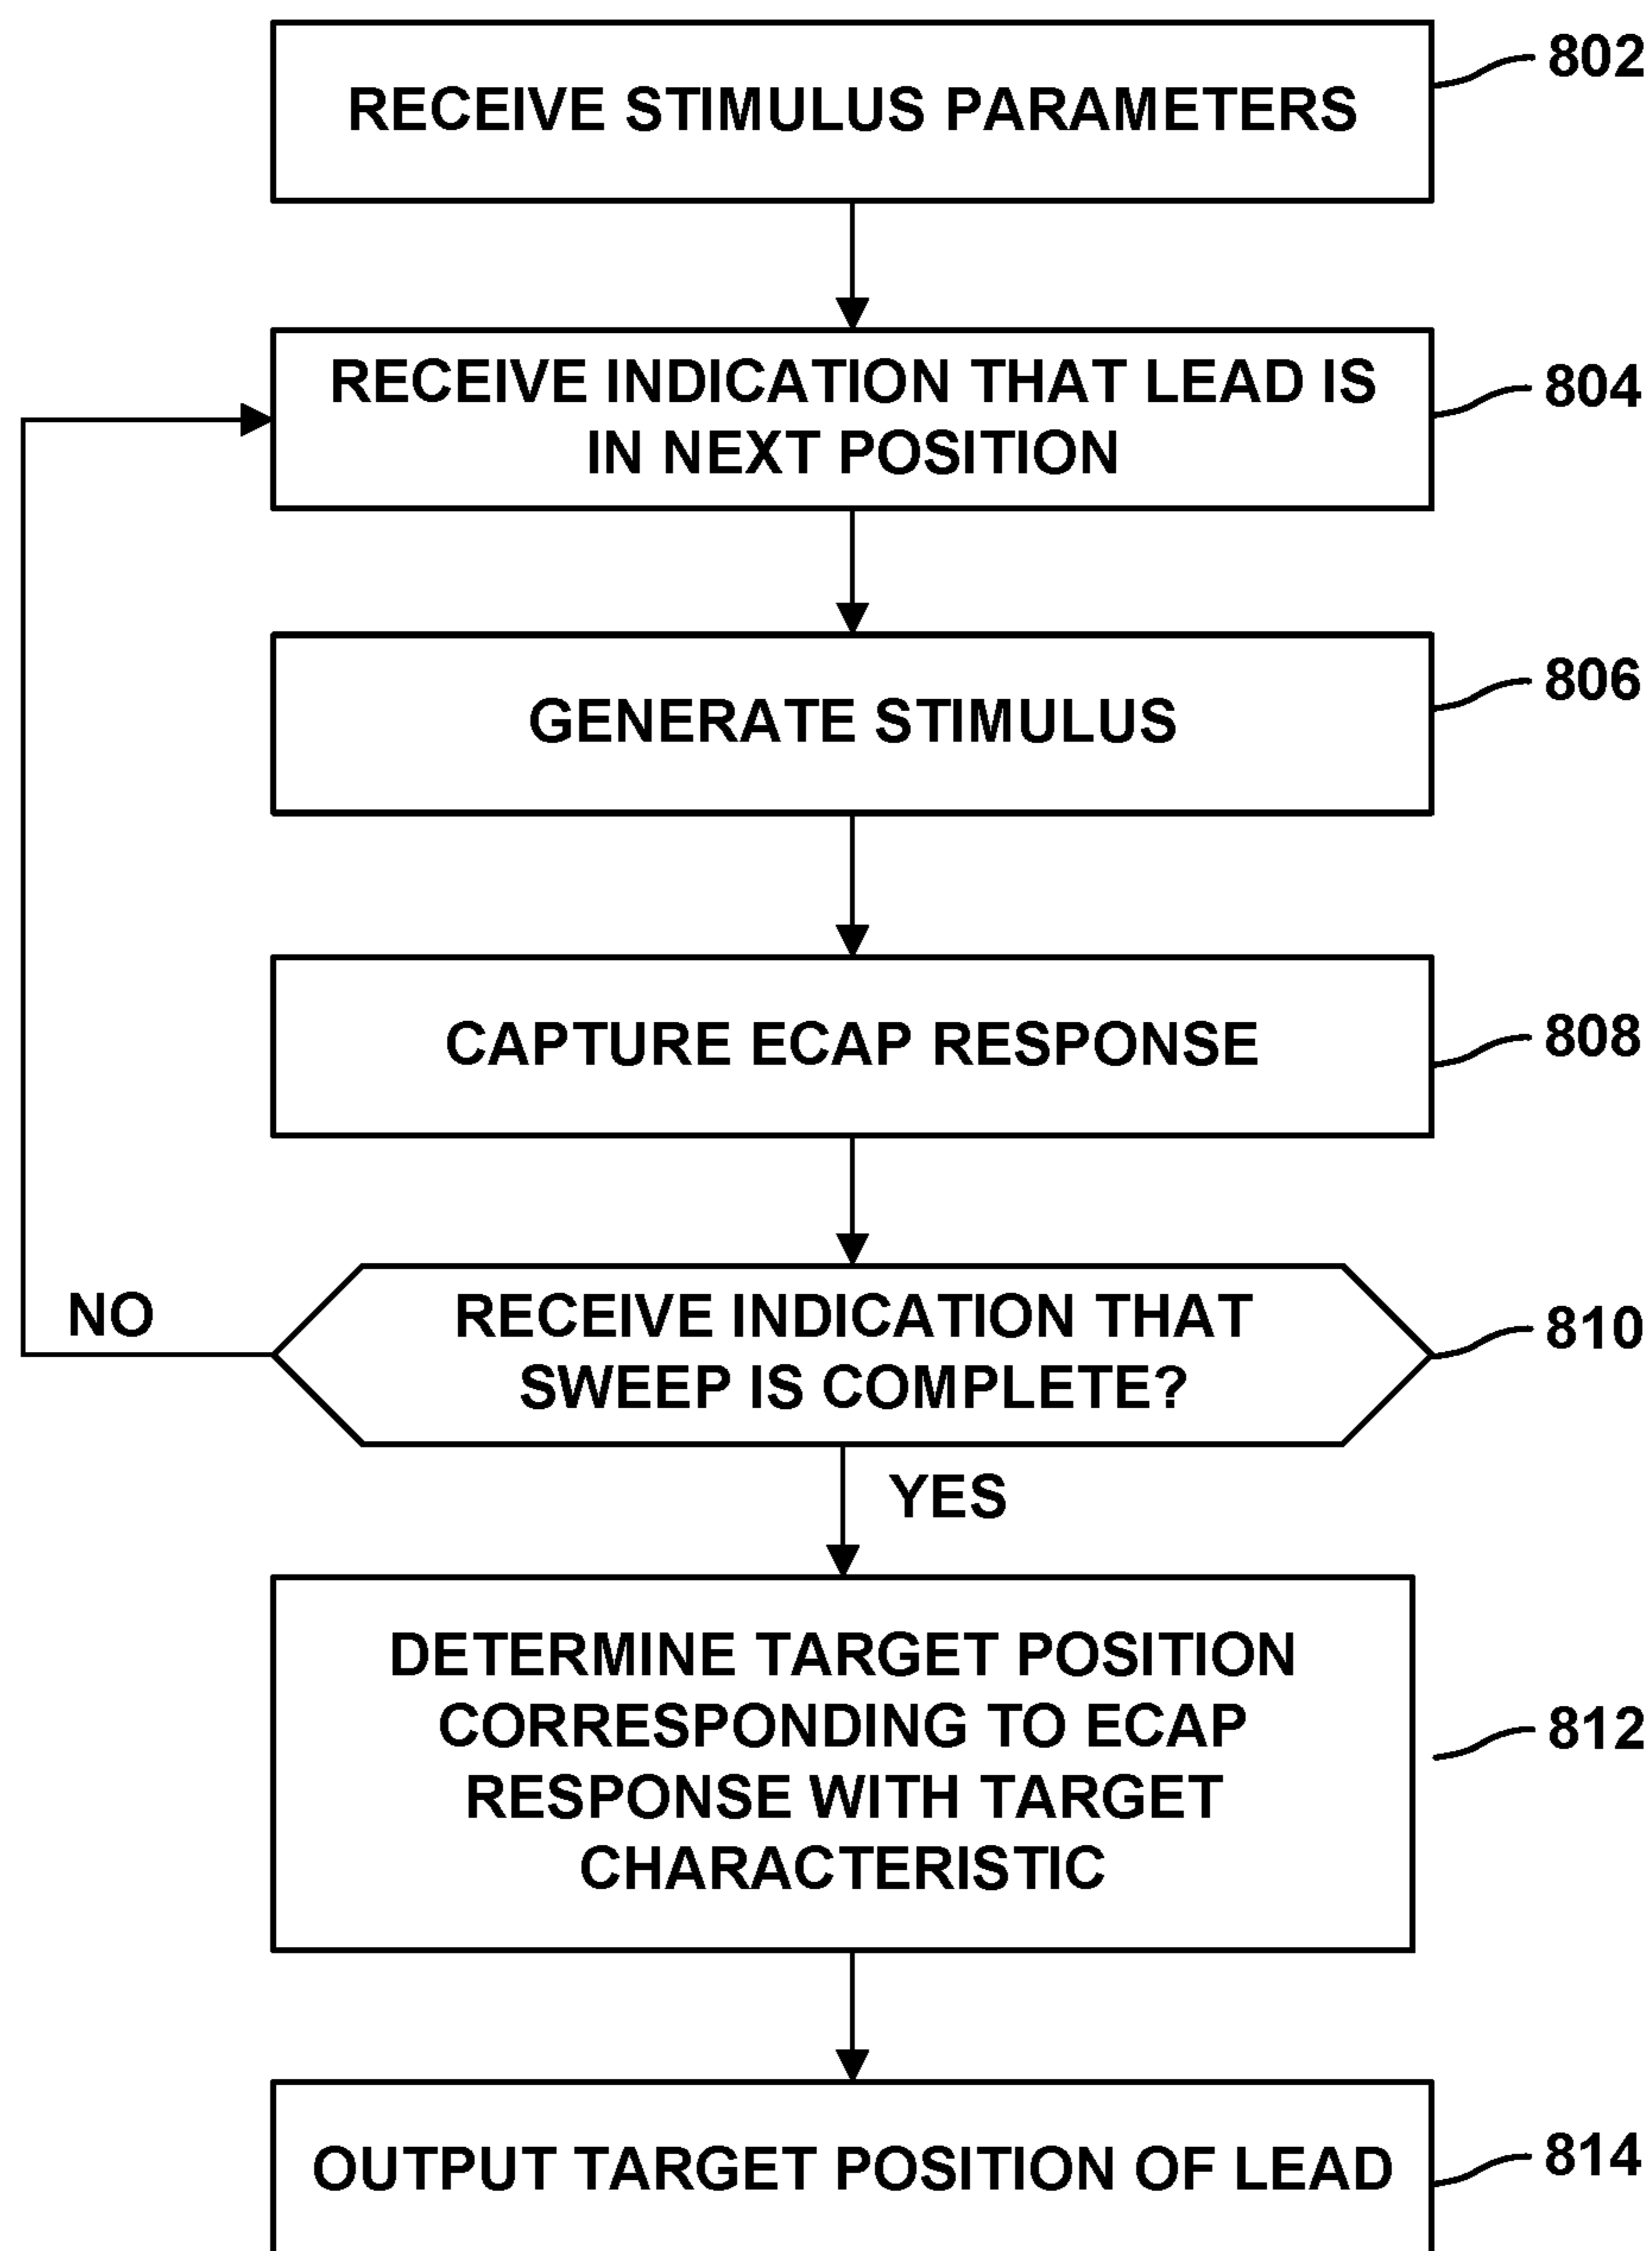 802
RECEIVE STIMULUS PARAMETERS
RECEIVE INDICATION THAT LEAD IS
IN NEXT POSITION
804
GENERATE STIMULUS
806
CAPTURE ECAP RESPONSE
808
NO
RECEIVE INDICATION THAT
SWEEP IS COMPLETE?
810
YES
DETERMINE TARGET POSITION
CORRESPONDING TO ECAP
RESPONSE WITH TARGET
CHARACTERISTIC
812
OUTPUT TARGET POSITION OF LEAD
814